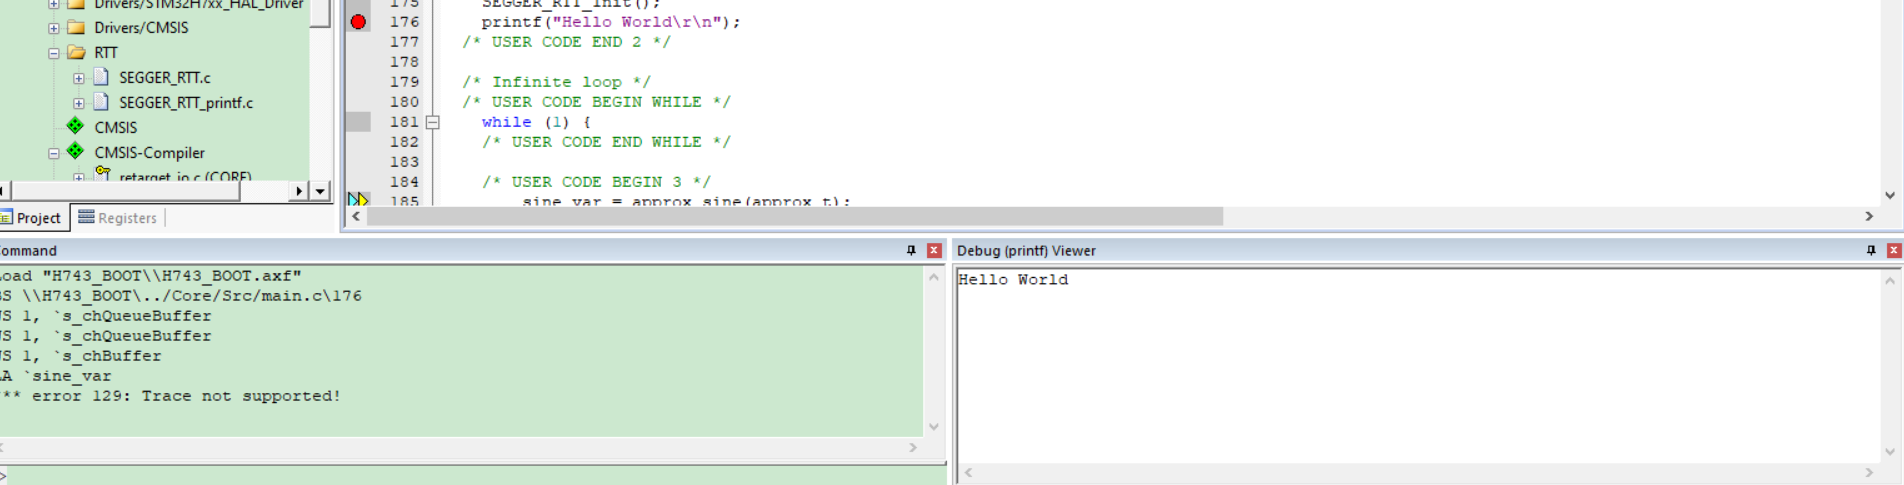 Drivers/STM32H7xx_HAL_Driver
Drivers/CMSIS
RTT
SEGGER_RTT.c
SEGGER_RTT_printf.c
CMSIS
CMSIS-Compiler
retarget_io.c (CORE)
Project
Registers
175 SEGGER_RTT_Init();
176 printf("Hello World\r\n");
177 /* USER CODE END 2 */
178
179 /* Infinite loop */
180 /* USER CODE BEGIN WHILE */
181 while (1) {
182 /* USER CODE END WHILE */
183
184 /* USER CODE BEGIN 3 */
185 sine_var = approx_sine(approx_t);
ommand
oad "H743_BOOT\\H743_BOOT.axf"
S \\H743_BOOT\../Core/Src/main.c\176
S 1, `s_chQueueBuffer
S 1, `s_chQueueBuffer
S 1, `s_chBuffer
A `sine_var
** error 129: Trace not supported!
>
Debug (printf) Viewer
Hello World